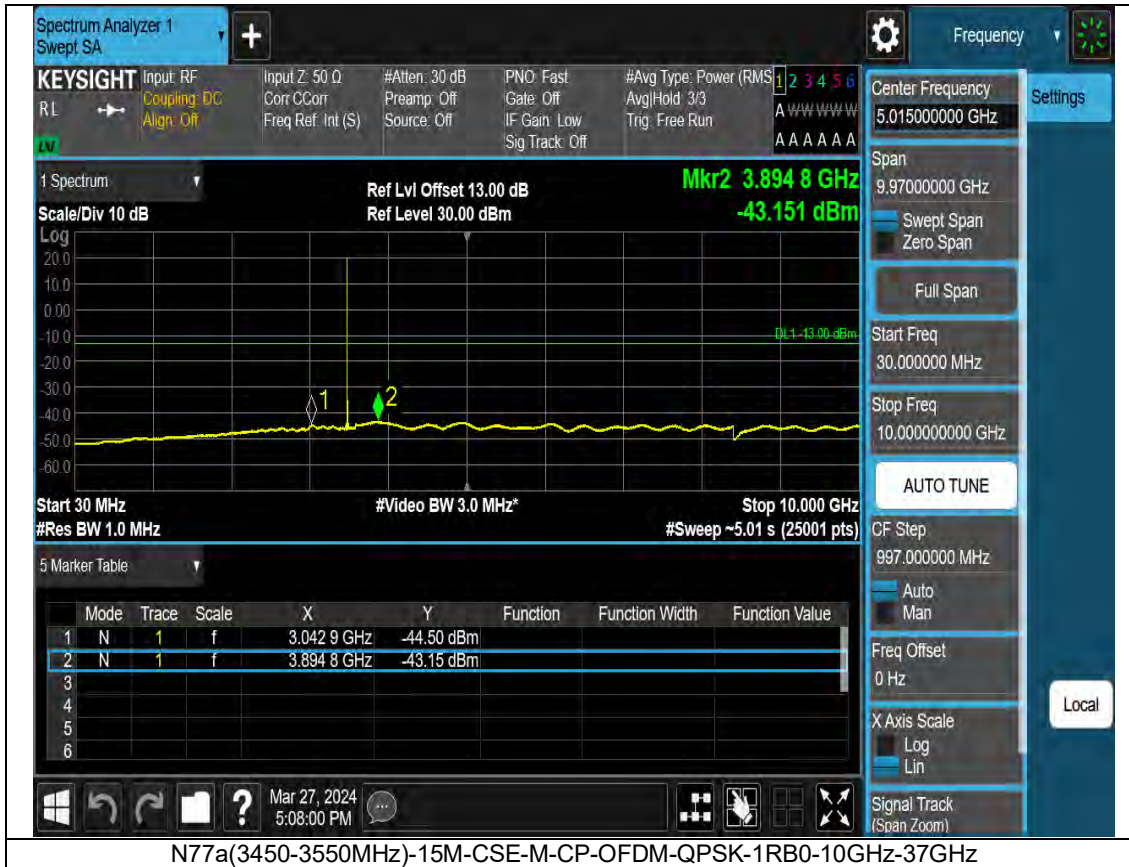 Spectrum Analyzer 1
Swept SA
Frequency
KEYSIGHT
RL
Input: RF
Coupling: DC
Align: Off
Input Z: 50 Ω
Corr CCorr
Freq Ref: Int (S)
#Atten: 30 dB
Preamp: Off
Source: Off
PNO: Fast
Gate: Off
IF Gain: Low
Sig Track: Off
#Avg Type: Power (RMS
Avg|Hold: 3/3
Trig: Free Run
1 2 3 4 5 6
A W W W W W
A A A A A A
1 Spectrum
Ref Lvl Offset 13.00 dB
Mkr2 3.894 8 GHz
Scale/Div 10 dB
Ref Level 30.00 dBm
-43.151 dBm
Log
20.0
10.0
0.00
-10.0
-20.0
-30.0
-40.0
-50.0
-60.0
DL1 -13.00 dBm
1
2
Start 30 MHz
#Video BW 3.0 MHz*
Stop 10.000 GHz
#Res BW 1.0 MHz
#Sweep ~5.01 s (25001 pts)
5 Marker Table
Mode Trace Scale X Y Function Function Width Function Value
1 N 1 f 3.042 9 GHz -44.50 dBm
2 N 1 f 3.894 8 GHz -43.15 dBm
3
4
5
6
Mar 27, 2024
5:08:00 PM
Center Frequency
5.015000000 GHz
Settings
Span
9.97000000 GHz
Swept Span
Zero Span
Full Span
Start Freq
30.000000 MHz
Stop Freq
10.000000000 GHz
AUTO TUNE
CF Step
997.000000 MHz
Auto
Man
Freq Offset
0 Hz
Local
X Axis Scale
Log
Lin
Signal Track
(Span Zoom)
N77a(3450-3550MHz)-15M-CSE-M-CP-OFDM-QPSK-1RB0-10GHz-37GHz